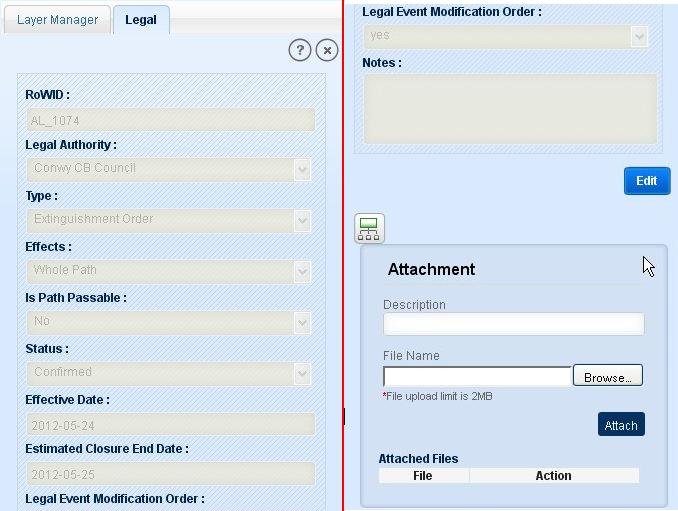 Layer Manager
Legal
?
RoWID :
AL_1074
Legal Authority :
Conwy CB Council
Type :
Extinguishment Order
Effects :
Whole Path
Is Path Passable :
No
Status :
Confirmed
Effective Date :
2012-05-24
Estimated Closure End Date :
2012-05-25
Legal Event Modification Order :
Legal Event Modification Order :
yes
Notes :
Edit
Attachment
Description
File Name
Browse...
*File upload limit is 2MB
Attach
Attached Files
File Action